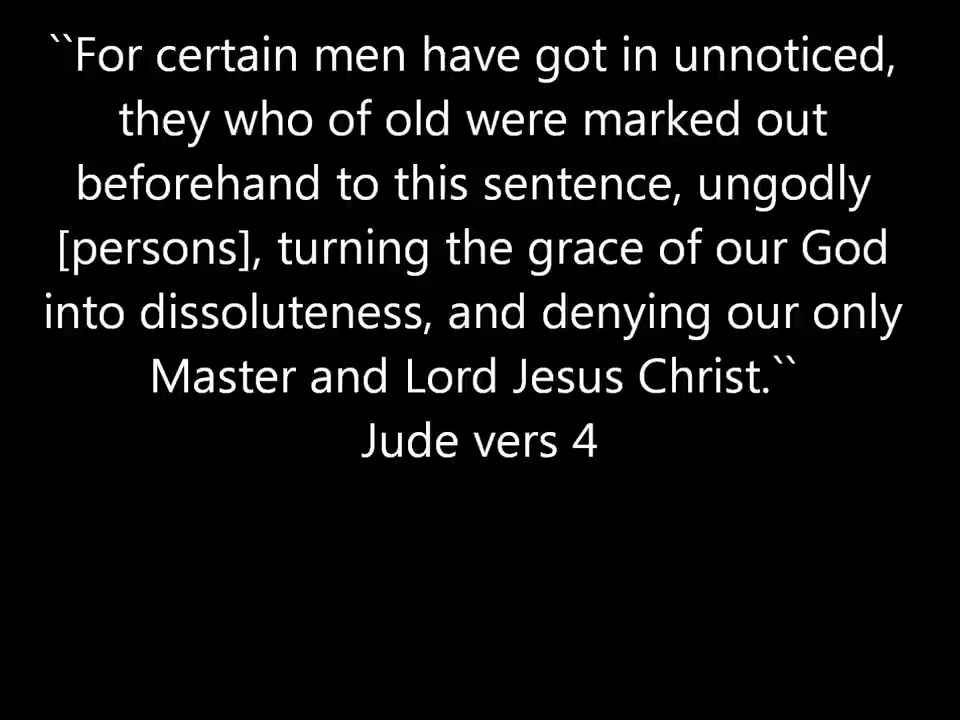 ``For certain men have got in unnoticed,
they who of old were marked out
beforehand to this sentence, ungodly
[persons], turning the grace of our God
into dissoluteness, and denying our only
Master and Lord Jesus Christ.``
Jude vers 4